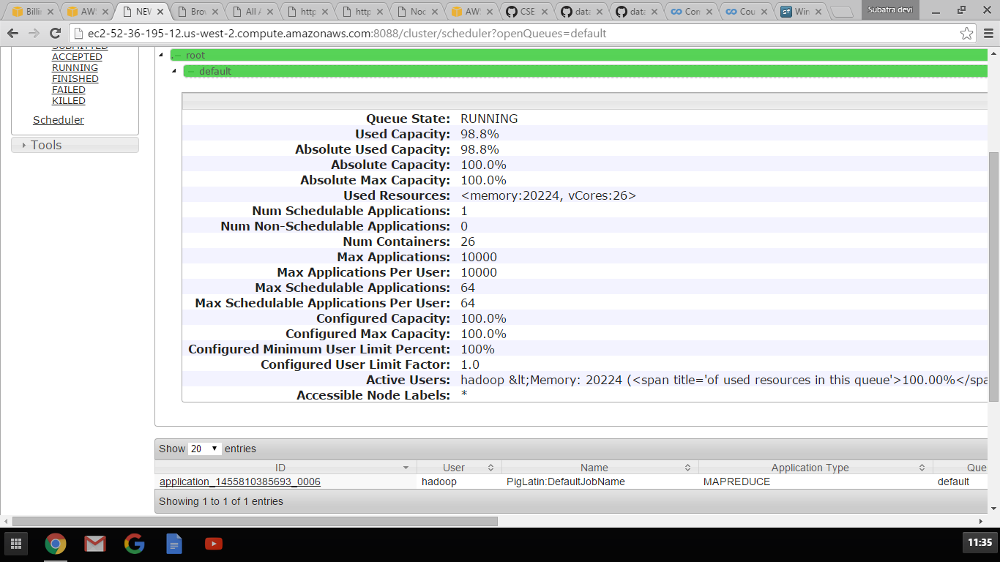 Billi
AWS
NEW
Brov
All A
http
http
Noc
AWS
CSE
data
data
Con
Cou
Win
Subatra devi
ec2-52-36-195-12.us-west-2.compute.amazonaws.com:8088/cluster/scheduler?openQueues=default
SUBMITTED
ACCEPTED
RUNNING
FINISHED
FAILED
KILLED
Scheduler
Tools
root
default
Queue State: RUNNING
Used Capacity: 98.8%
Absolute Used Capacity: 98.8%
Absolute Capacity: 100.0%
Absolute Max Capacity: 100.0%
Used Resources: <memory:20224, vCores:26>
Num Schedulable Applications: 1
Num Non-Schedulable Applications: 0
Num Containers: 26
Max Applications: 10000
Max Applications Per User: 10000
Max Schedulable Applications: 64
Max Schedulable Applications Per User: 64
Configured Capacity: 100.0%
Configured Max Capacity: 100.0%
Configured Minimum User Limit Percent: 100%
Configured User Limit Factor: 1.0
Active Users: hadoop &lt;Memory: 20224 (<span title='of used resources in this queue'>100.00%</spa
Accessible Node Labels: *
Show 20 entries
ID User Name Application Type Que
application_1455810385693_0006 hadoop PigLatin:DefaultJobName MAPREDUCE default
Showing 1 to 1 of 1 entries
11:35